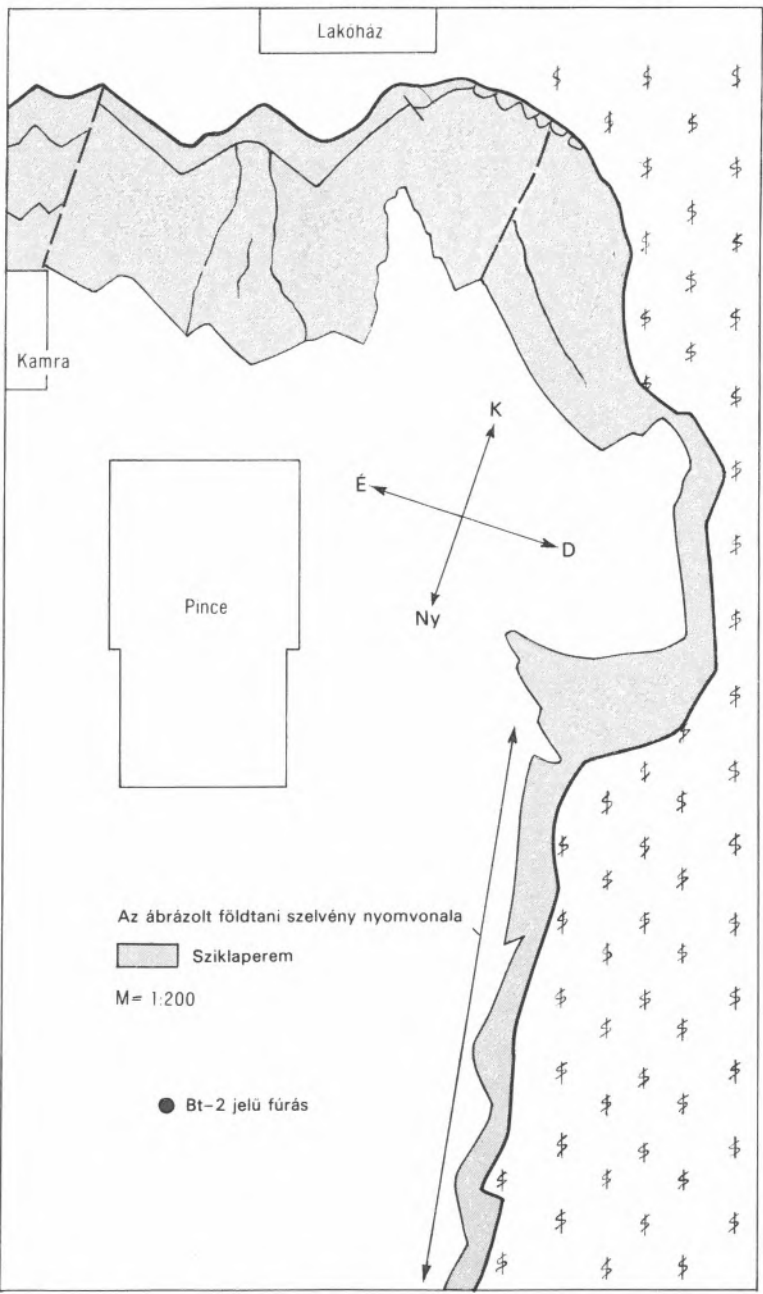 Lakóház
Kamra
K
É
D
Ny
Pince
Az ábrázolt földtani szelvény nyomvonala
Sziklaperem
M= 1:200
Bt–2 jelű fúrás